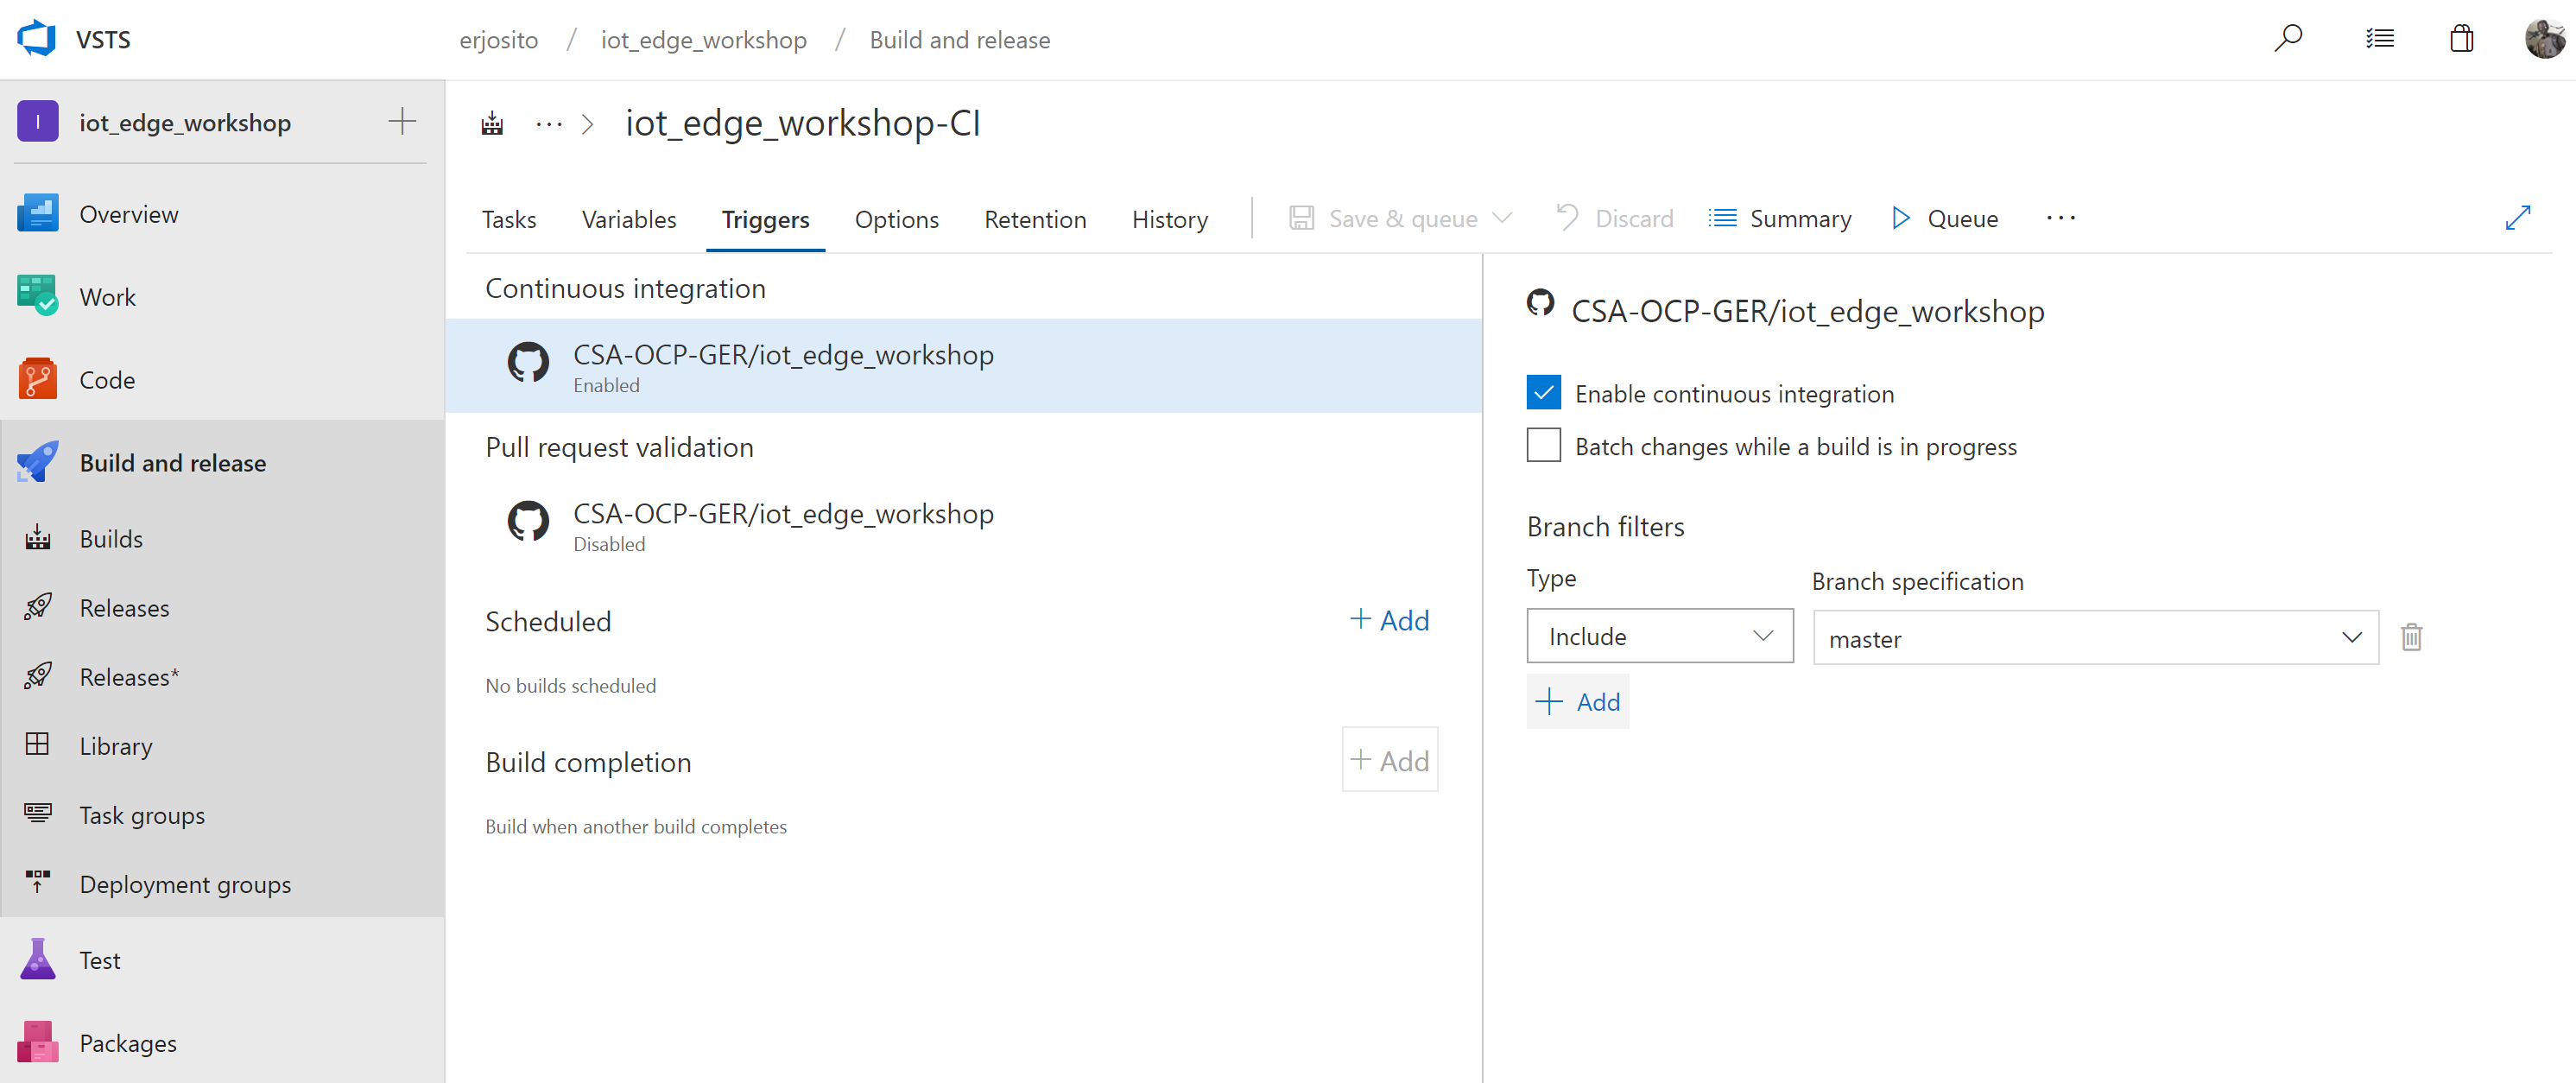 VSTS
erjosito / iot_edge_workshop / Build and release
I iot_edge_workshop
Overview
Work
Code
Build and release
Builds
Releases
Releases*
Library
Task groups
Deployment groups
Test
Packages
... > iot_edge_workshop-CI
Tasks Variables Triggers Options Retention History Save & queue Discard Summary Queue ...
Continuous integration
CSA-OCP-GER/iot_edge_workshop
Enabled
Pull request validation
CSA-OCP-GER/iot_edge_workshop
Disabled
Scheduled + Add
No builds scheduled
Build completion + Add
Build when another build completes
CSA-OCP-GER/iot_edge_workshop
Enable continuous integration
Batch changes while a build is in progress
Branch filters
Type Branch specification
Include master
+ Add